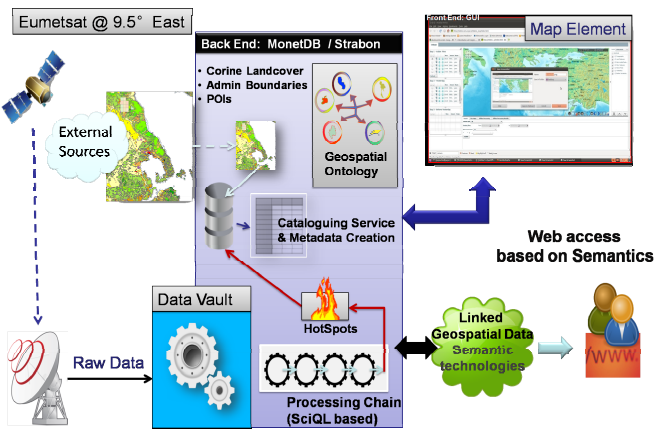 Eumetsat @ 9.5° East
Front End: GUI
Map Element
Back End: MonetDB / Strabon
• Corine Landcover
• Admin Boundaries
• POIs
External
Sources
Geospatial
Ontology
Cataloguing Service
& Metadata Creation
Web access
based on Semantics
Data Vault
HotSpots
Linked
Geospatial Data
Semantic
technologies
/www.
Raw Data
Processing Chain
(SciQL based)